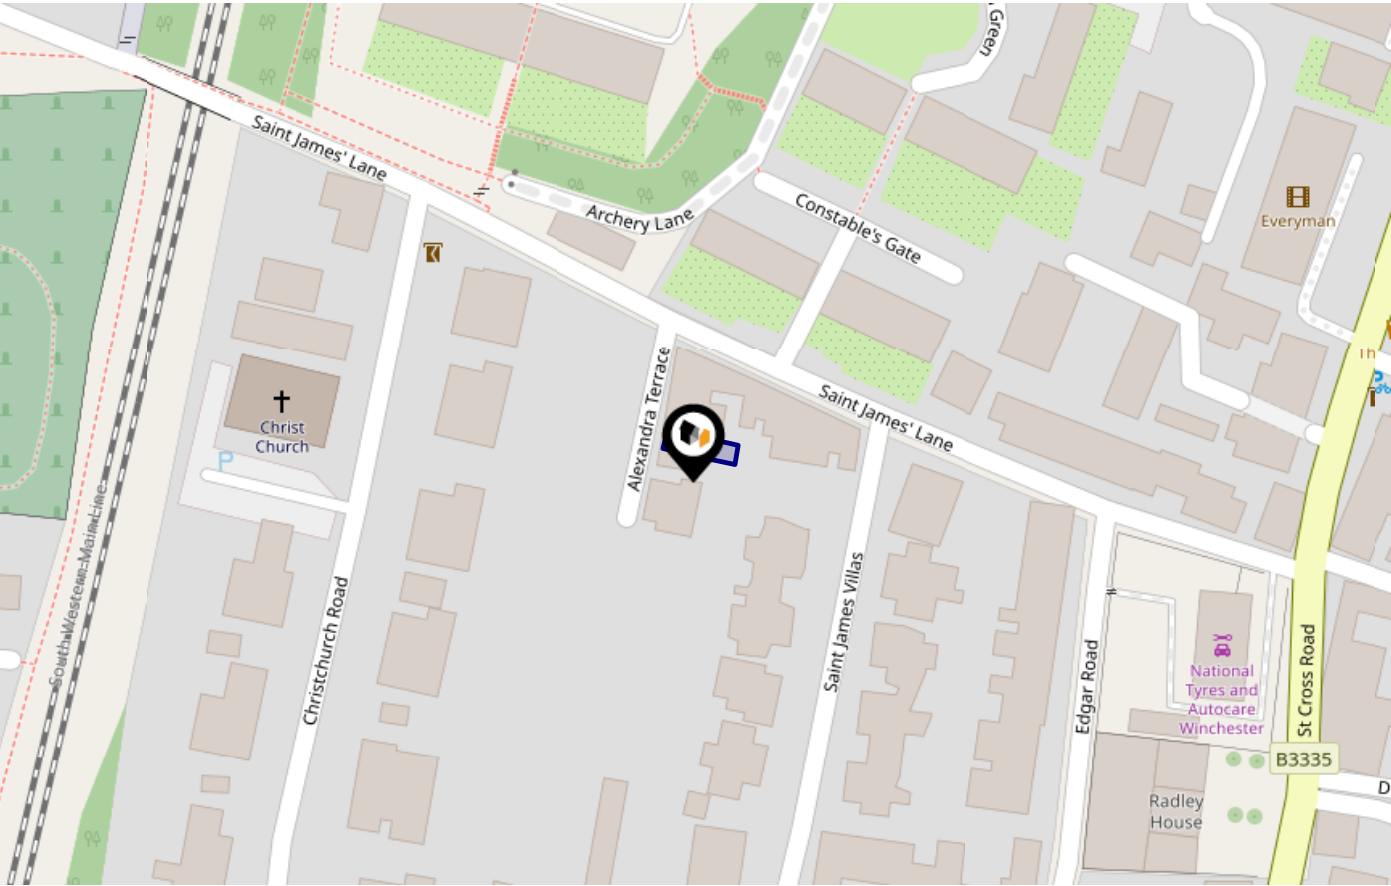 Green
Saint James' Lane
Archery Lane
Constable's Gate
Everyman
Alexandra Terrace
Th
P
Saint James' Lane
Christ
Church
P
South Western Main Line
Christchurch Road
Saint James Villas
Edgar Road
National
Tyres and
Autocare
Winchester
St Cross Road
B3335
Radley
House
D